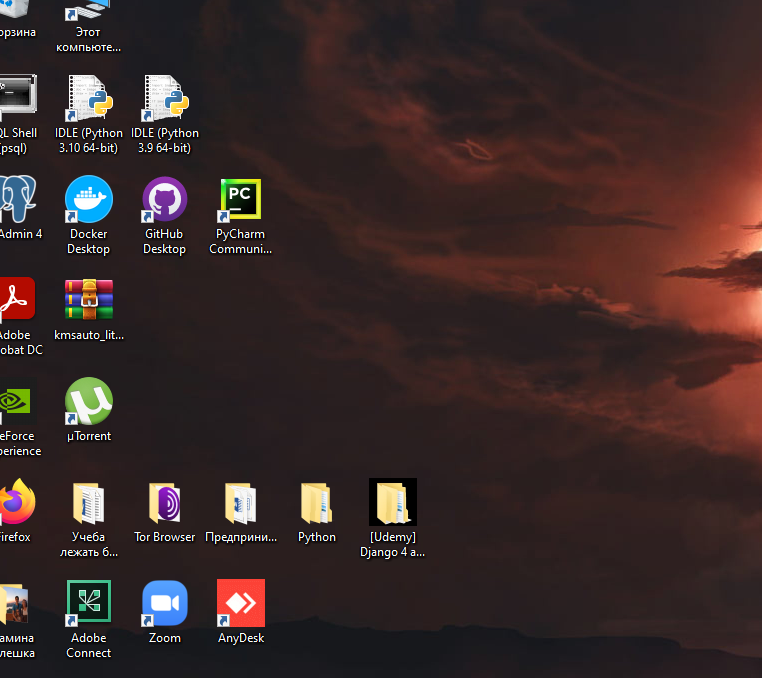 орзина
Этот
компьюте...
QL Shell
(psql)
IDLE (Python
3.10 64-bit)
IDLE (Python
3.9 64-bit)
Admin 4
Docker
Desktop
GitHub
Desktop
PC
PyCharm
Communi...
Adobe
obat DC
kmsauto_lit...
eForce
perience
µTorrent
Firefox
Учеба
лежать б...
Tor Browser
Предприни...
Python
[Udemy]
Django 4 a...
амина
лешка
Adobe
Connect
Zoom
AnyDesk